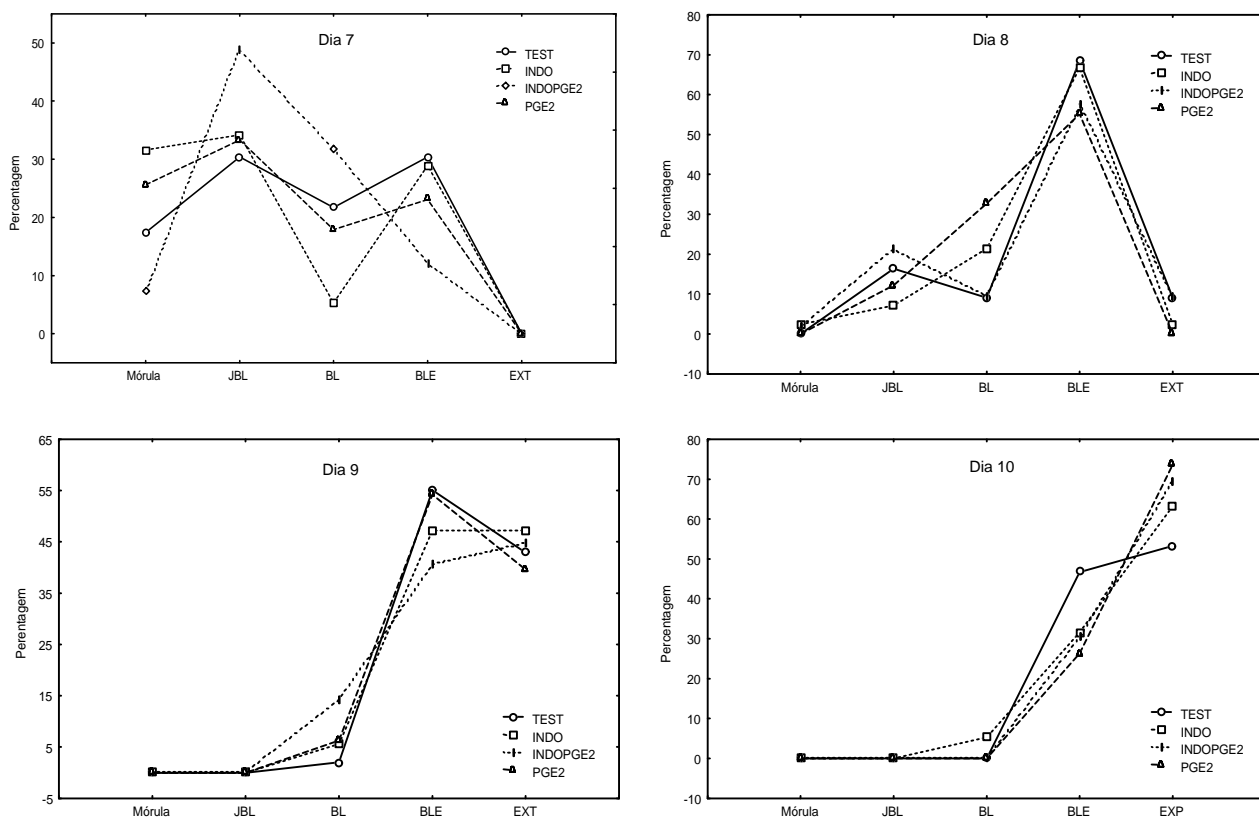 Dia 7
TEST
INDO
INDOPGE2
PGE2
Percentagem
50
40
30
20
10
0
Mórula JBL BL BLE EXT
Dia 8
TEST
INDO
INDOPGE2
PGE2
Percentagem
80
70
60
50
40
30
20
10
0
-10
Mórula JBL BL BLE EXT
Dia 9
TEST
INDO
INDOPGE2
PGE2
Perentagem
65
55
45
35
25
15
5
-5
Mórula JBL BL BLE EXT
Dia 10
TEST
INDO
INDOPGE2
PGE2
Percentagem
80
70
60
50
40
30
20
10
0
-10
Mórula JBL BL BLE EXP